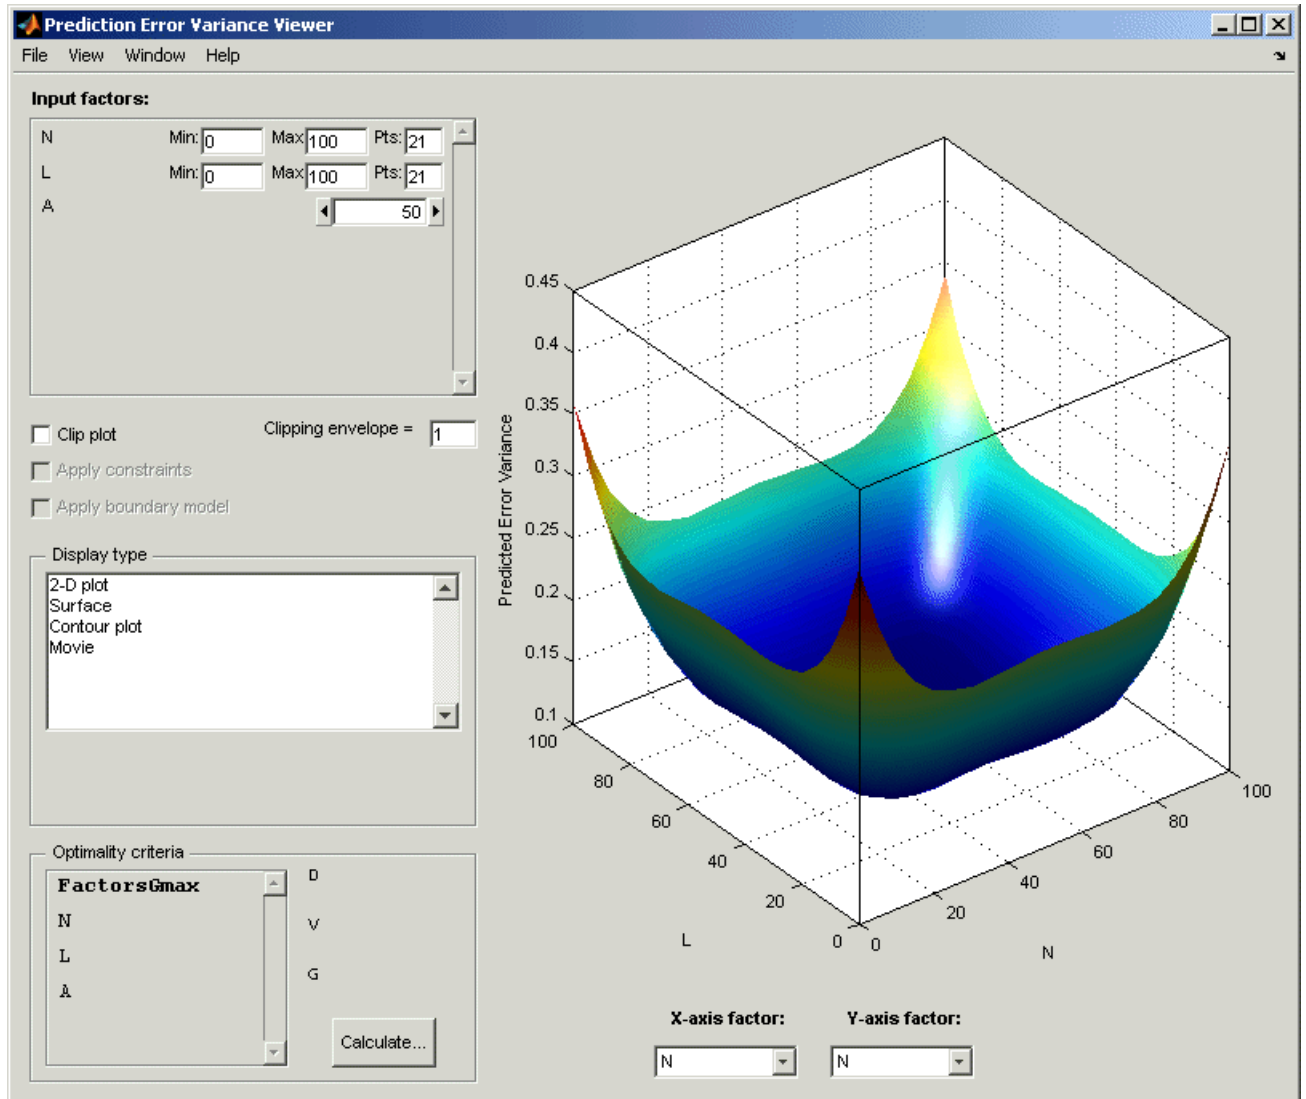 Prediction Error Variance Viewer
File View Window Help
Input factors:
N Min: 0 Max 100 Pts: 21
L Min: 0 Max 100 Pts: 21
A 50
Clip plot Clipping envelope = 1
Apply constraints
Apply boundary model
Display type
2-D plot
Surface
Contour plot
Movie
Optimality criteria
FactorsGmax
N
L
A
D
V
G
Calculate...
Predicted Error Variance
0.45
0.4
0.35
0.3
0.25
0.2
0.15
0.1
100
80
60
40
20
0
L
0
20
40
60
80
100
N
X-axis factor: Y-axis factor:
N N